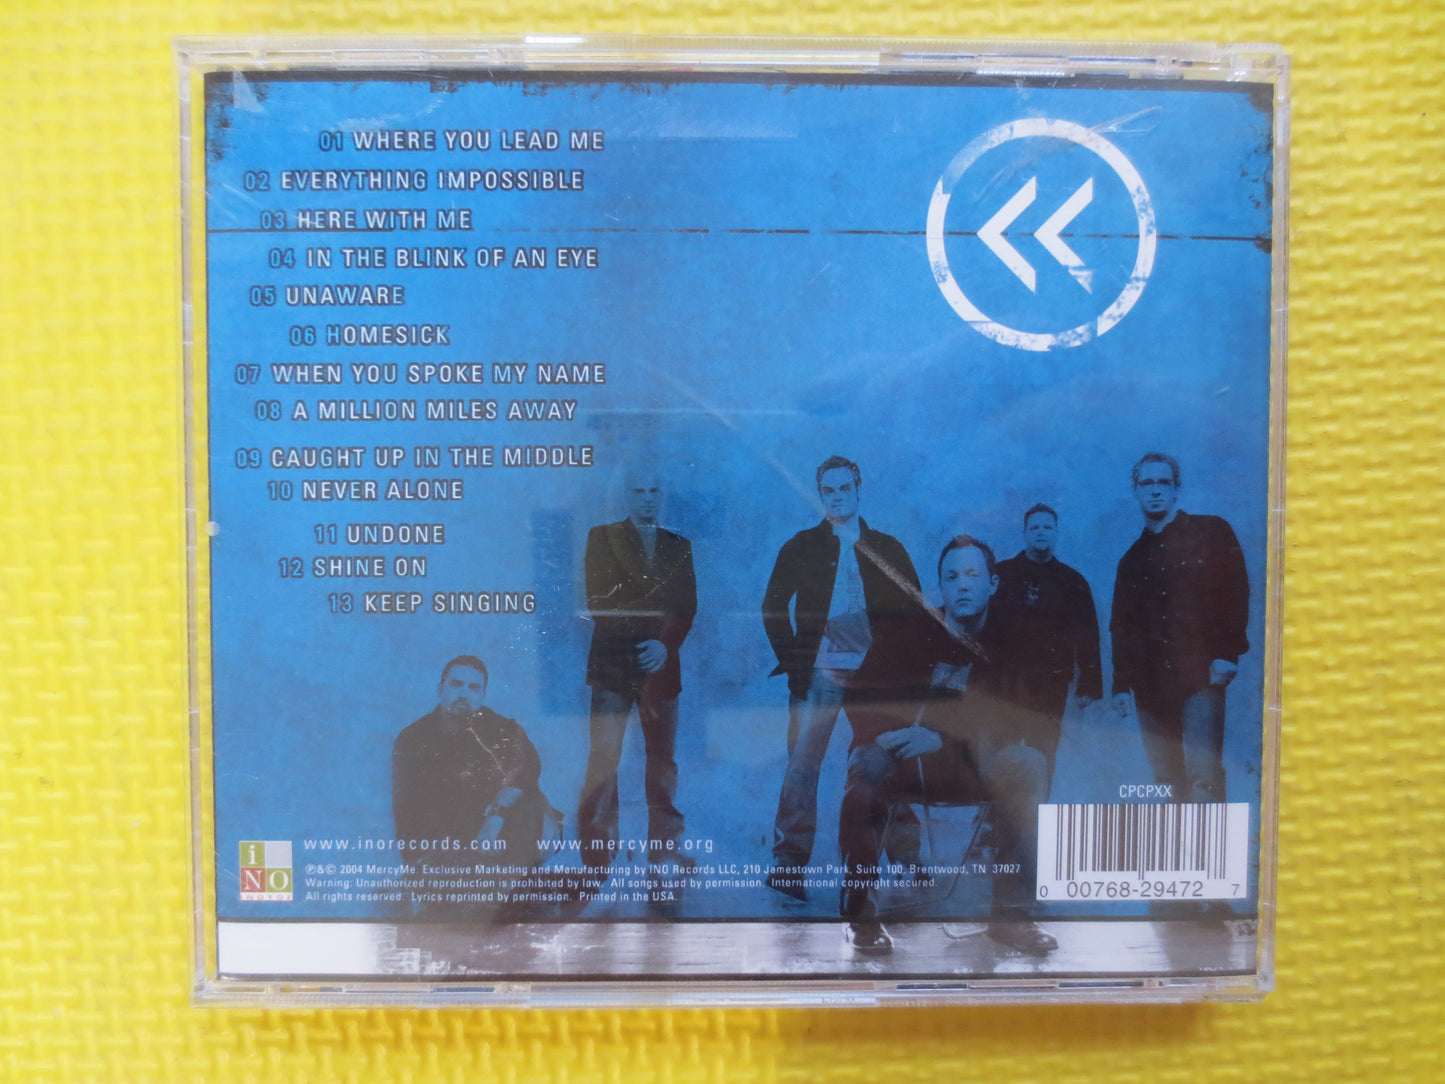 01 WHERE YOU LEAD ME
02 EVERYTHING IMPOSSIBLE
03 HERE WITH ME
04 IN THE BLINK OF AN EYE
05 UNAWARE
06 HOMESICK
07 WHEN YOU SPOKE MY NAME
08 A MILLION MILES AWAY
09 CAUGHT UP IN THE MIDDLE
10 NEVER ALONE
11 UNDONE
12 SHINE ON
13 KEEP SINGING
CPCPXX
i NO
www.inorecords.com www.mercyme.org
℗&© 2004 MercyMe. Exclusive Marketing and Manufacturing by INO Records LLC, 210 Jamestown Park, Suite 100, Brentwood, TN 37027
Warning: Unauthorized reproduction is prohibited by law. All songs used by permission. International copyright secured.
All rights reserved. Lyrics reprinted by permission. Printed in the USA.
0 00768-29472 7